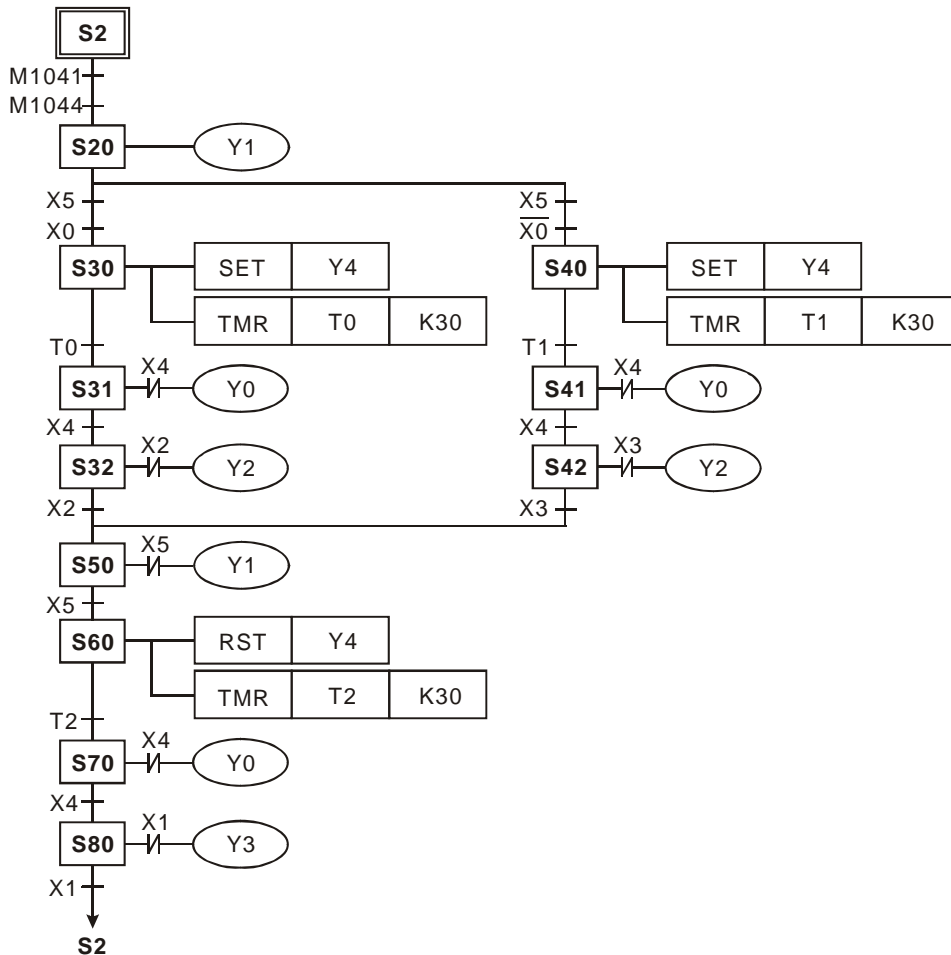 S2
M1041
M1044
S20 Y1
X5 X5
X0 X0
S30 SET Y4 S40 SET Y4
TMR T0 K30 TMR T1 K30
T0 T1
X4 X4
S31 Y0 S41 Y0
X4 X4
X2 X3
S32 Y2 S42 Y2
X2 X3
X5
S50 Y1
X5
S60 RST Y4
TMR T2 K30
T2
X4
S70 Y0
X4
X1
S80 Y3
X1
S2